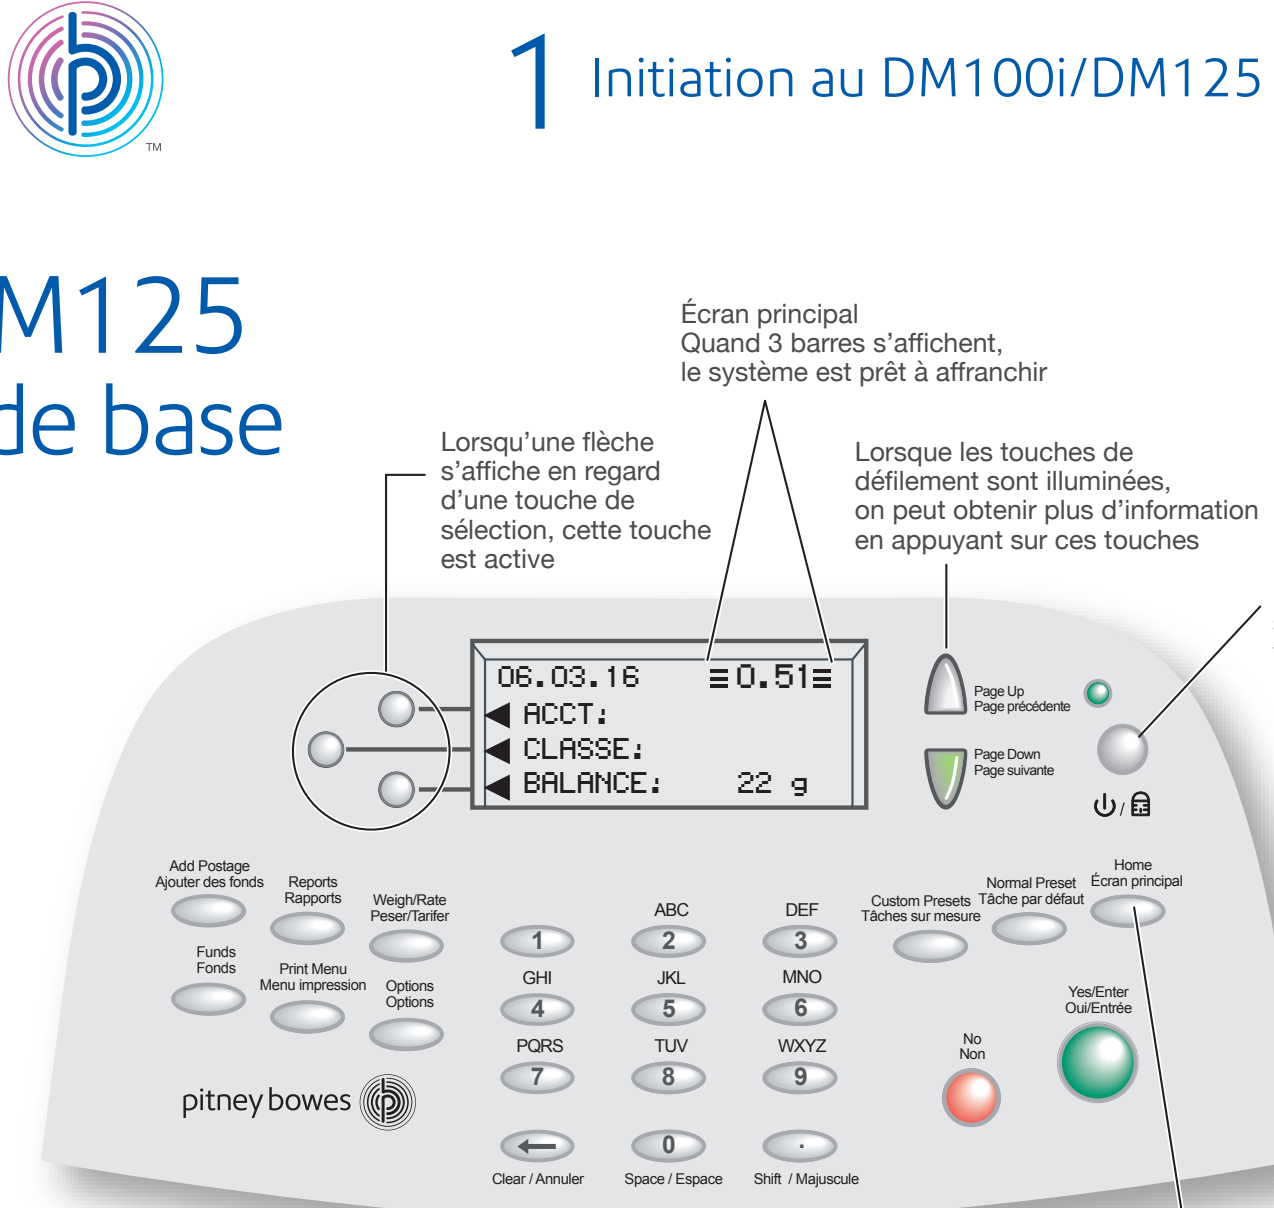 TM
1 Initiation au DM100i/DM125
M125
de base
Écran principal
Quand 3 barres s'affichent,
le système est prêt à affranchir
Lorsqu'une flèche
s'affiche en regard
d'une touche de
sélection, cette touche
est active
Lorsque les touches de
défilement sont illuminées,
on peut obtenir plus d'information
en appuyant sur ces touches
06.03.16 ≡0.51≡
ACCT:
CLASSE:
BALANCE: 22 g
Page Up
Page précédente
Page Down
Page suivante
/
Add Postage
Ajouter des fonds
Reports
Rapports
Weigh/Rate
Peser/Tarifer
Funds
Fonds
Print Menu
Menu impression
Options
Options
pitney bowes
1
ABC
2
DEF
3
GHI
4
JKL
5
MNO
6
PQRS
7
TUV
8
WXYZ
9
0
.
Clear / Annuler
Space / Espace
Shift / Majuscule
Custom Presets
Tâches sur mesure
Normal Preset
Tâche par défaut
Home
Écran principal
Yes/Enter
Oui/Entrée
No
Non